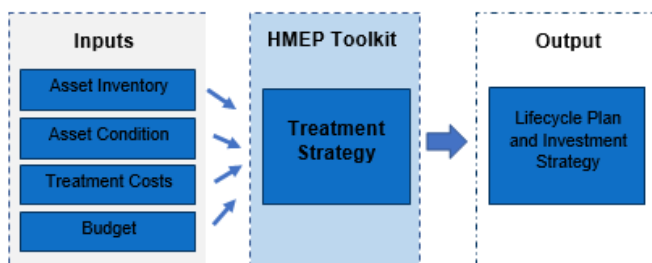 Inputs
Asset Inventory
Asset Condition
Treatment Costs
Budget
HMEP Toolkit
Treatment
Strategy
Output
Lifecycle Plan
and Investment
Strategy